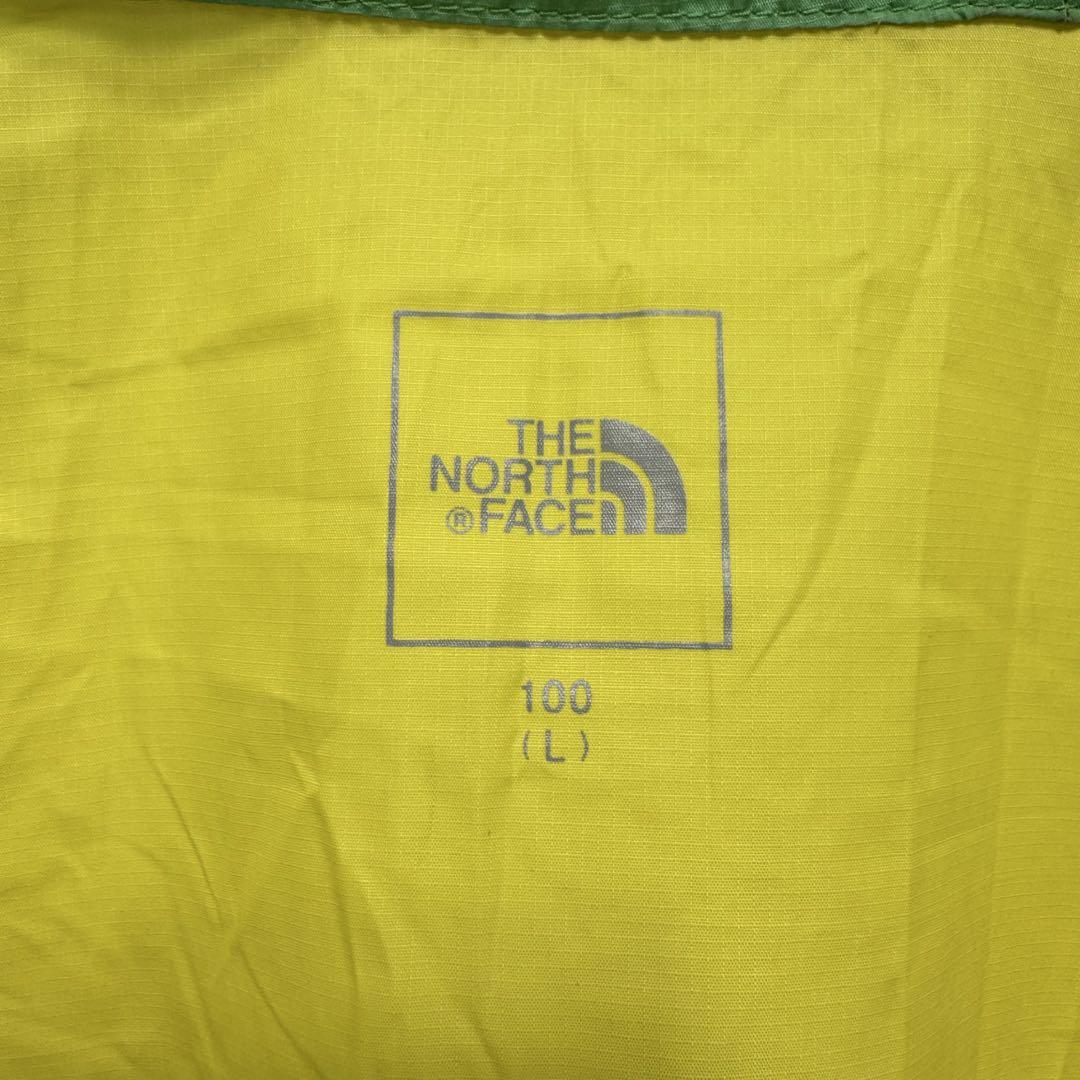 THE
NORTH
®FACE
100
(L)